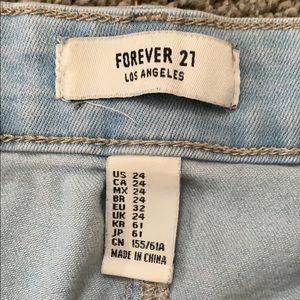 FOREVER 21
LOS ANGELES
US 24
CA 24
MX 24
BR 24
EU 32
UK 24
KR 61
JP 61
CN 155/61A
MADE IN CHINA